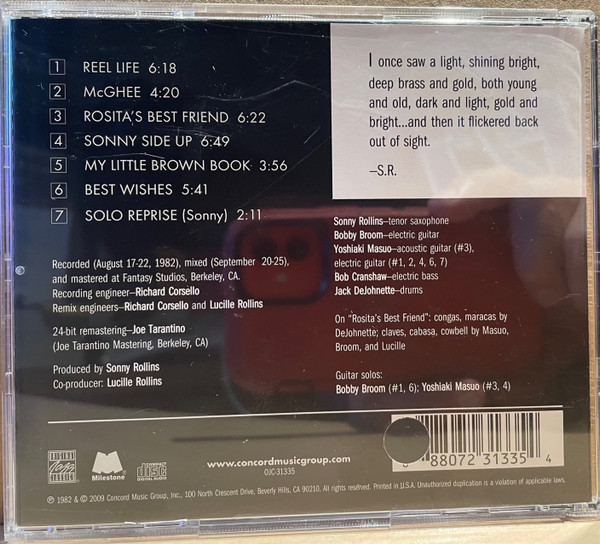 1 REEL LIFE 6:18
2 McGHEE 4:20
3 ROSITA'S BEST FRIEND 6:22
4 SONNY SIDE UP 6:49
5 MY LITTLE BROWN BOOK 3:56
6 BEST WISHES 5:41
7 SOLO REPRISE (Sonny) 2:11
I once saw a light, shining bright,
deep brass and gold, both young
and old, dark and light, gold and
bright...and then it flickered back
out of sight.
—S.R.
Recorded (August 17-22, 1982), mixed (September 20-25),
and mastered at Fantasy Studios, Berkeley, CA.
Recording engineer—Richard Corsello
Remix engineers—Richard Corsello and Lucille Rollins
24-bit remastering—Joe Tarantino
(Joe Tarantino Mastering, Berkeley, CA)
Produced by Sonny Rollins
Co-producer: Lucille Rollins
Sonny Rollins—tenor saxophone
Bobby Broom—electric guitar
Yoshiaki Masuo—acoustic guitar (#3),
electric guitar (#1, 2, 4, 6, 7)
Bob Cranshaw—electric bass
Jack DeJohnette—drums
On "Rosita's Best Friend": congas, maracas by
DeJohnette; claves, cabasa, cowbell by Masuo,
Broom, and Lucille
Guitar solos:
Bobby Broom (#1, 6); Yoshiaki Masuo (#3, 4)
ORIGINAL
JAZZ
CLASSICS
Milestone
COMPACT
disc
DIGITAL AUDIO
www.concordmusicgroup.com
OJC-31335
88072 31335 4
℗ 1982 & © 2009 Concord Music Group, Inc., 100 North Crescent Drive, Beverly Hills, CA 90210. All rights reserved. Printed in U.S.A. Unauthorized duplication is a violation of applicable laws.